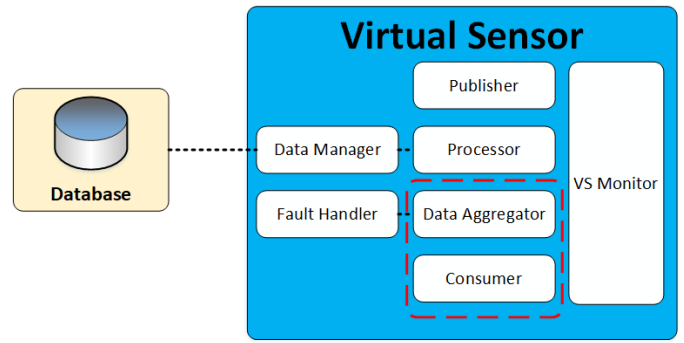 Virtual Sensor
Publisher
Data Manager
Processor
VS Monitor
Database
Fault Handler
Data Aggregator
Consumer